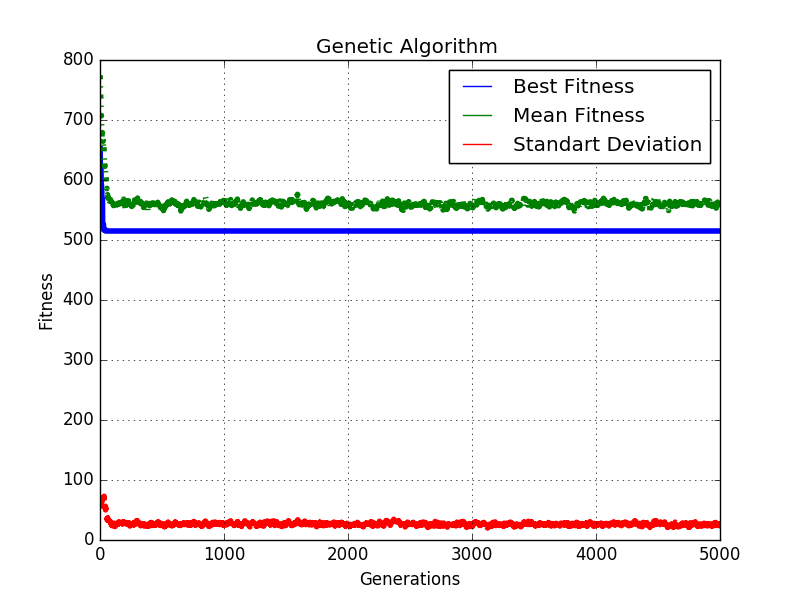 Genetic Algorithm
Best Fitness
Mean Fitness
Standart Deviation
800
700
600
500
400
300
200
100
0
Fitness
0 1000 2000 3000 4000 5000
Generations